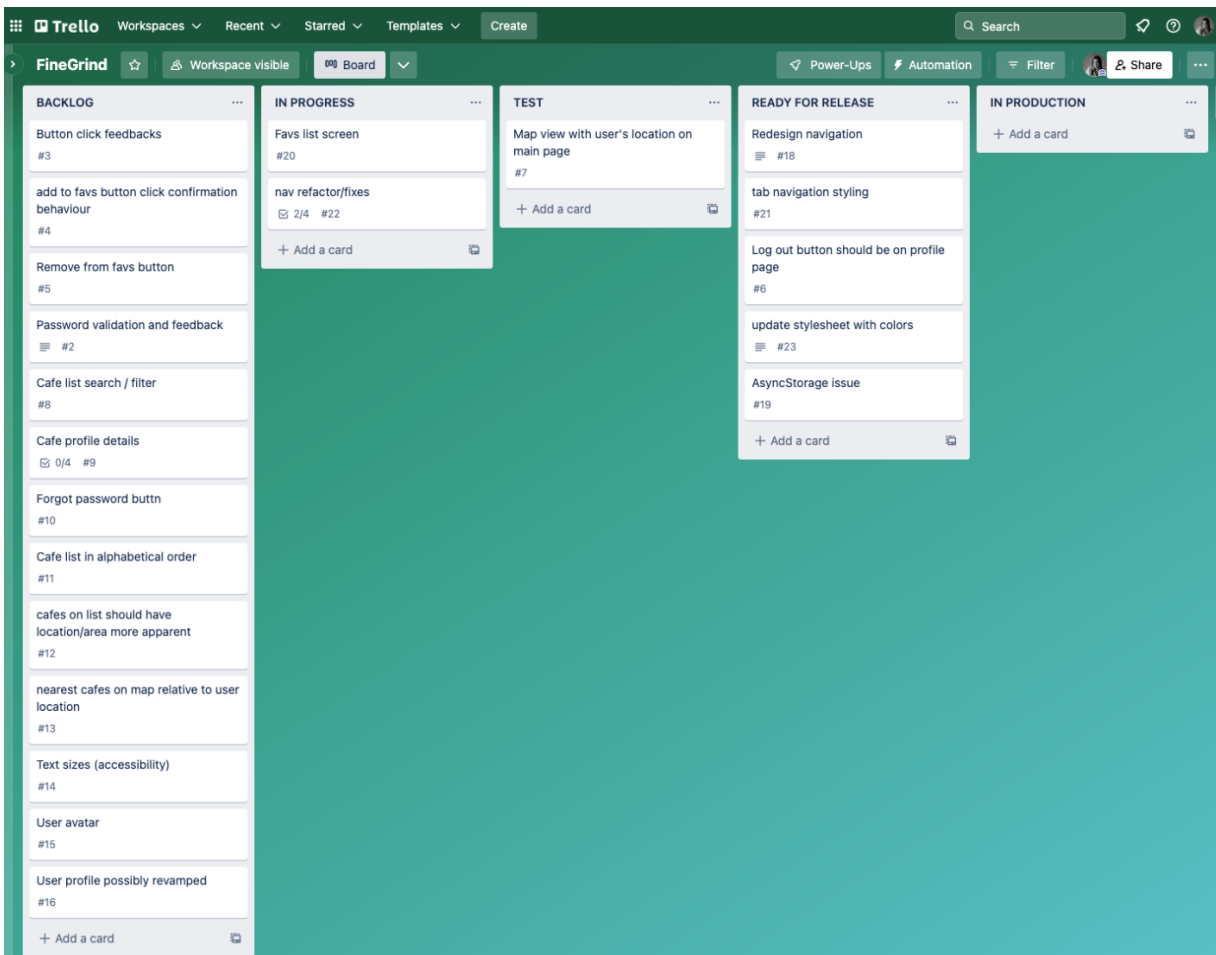 Trello
Workspaces
Recent
Starred
Templates
Create
Search
FineGrind
Workspace visible
Board
Power-Ups
Automation
Filter
Share
BACKLOG
Button click feedbacks
#3
add to favs button click confirmation
behaviour
#4
Remove from favs button
#5
Password validation and feedback
#2
Cafe list search / filter
#8
Cafe profile details
0/4 #9
Forgot password buttn
#10
Cafe list in alphabetical order
#11
cafes on list should have
location/area more apparent
#12
nearest cafes on map relative to user
location
#13
Text sizes (accessibility)
#14
User avatar
#15
User profile possibly revamped
#16
+ Add a card
IN PROGRESS
Favs list screen
#20
nav refactor/fixes
2/4 #22
+ Add a card
TEST
Map view with user's location on
main page
#7
+ Add a card
READY FOR RELEASE
Redesign navigation
#18
tab navigation styling
#21
Log out button should be on profile
page
#6
update stylesheet with colors
#23
AsyncStorage issue
#19
+ Add a card
IN PRODUCTION
+ Add a card